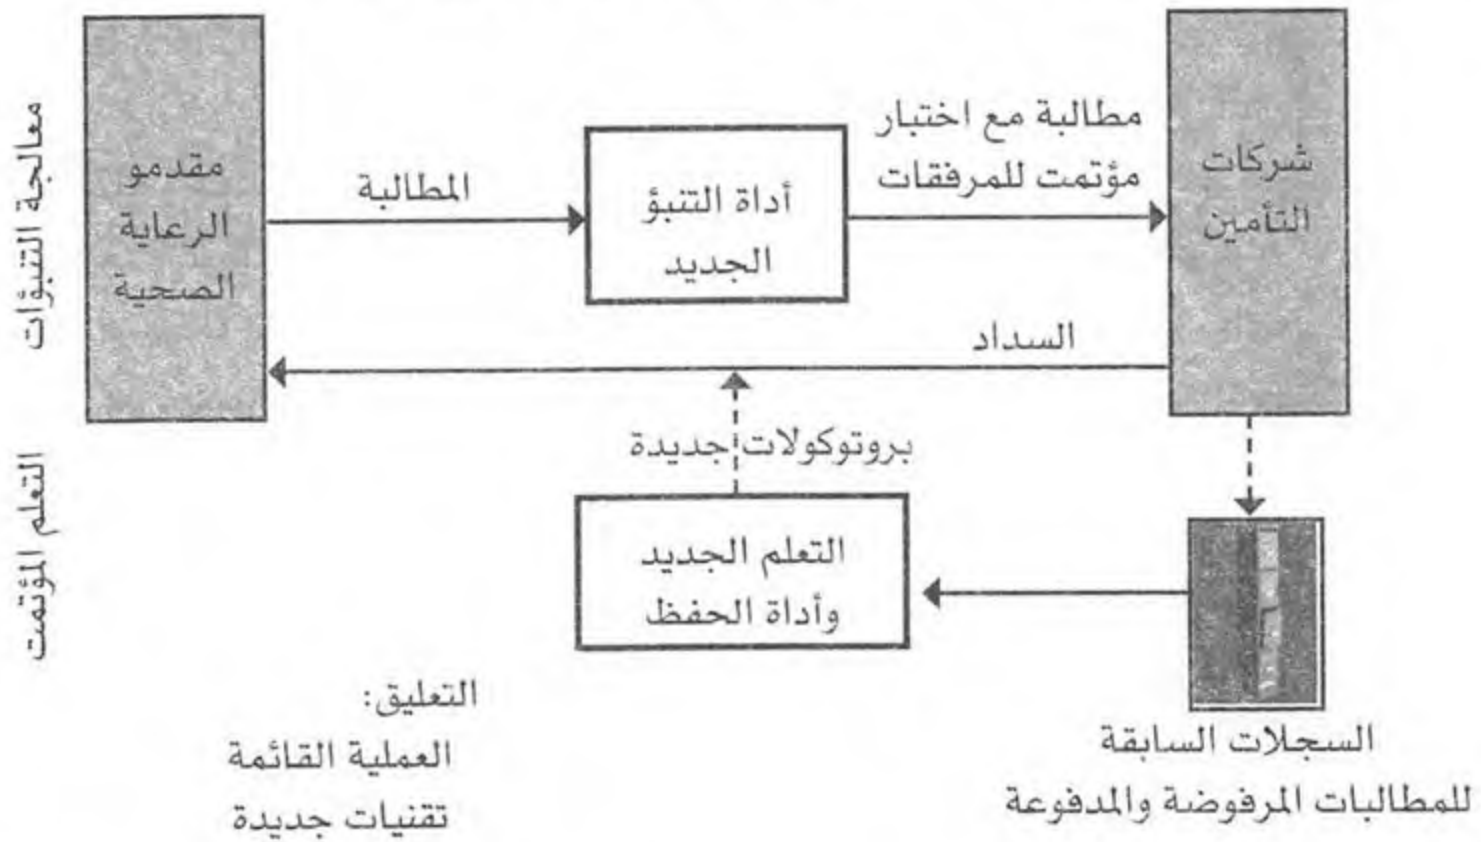 معالجة التنبؤات
مقدمو
الرعاية
الصحية
المطالبة
أداة التنبؤ
الجديد
مطالبة مع اختبار
مؤتمت للمرفقات
شركات
التأمين
السداد
التعلم المؤتمت
بروتوكولات جديدة
التعلم الجديد
وأداة الحفظ
السجلات السابقة
للمطالبات المرفوضة والمدفوعة
التعليق:
العملية القائمة
تقنيات جديدة